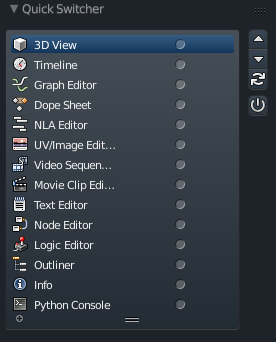 Quick Switcher
3D View
Timeline
Graph Editor
Dope Sheet
NLA Editor
UV/Image Edit...
Video Sequen...
Movie Clip Edi...
Text Editor
Node Editor
Logic Editor
Outliner
Info
Python Console